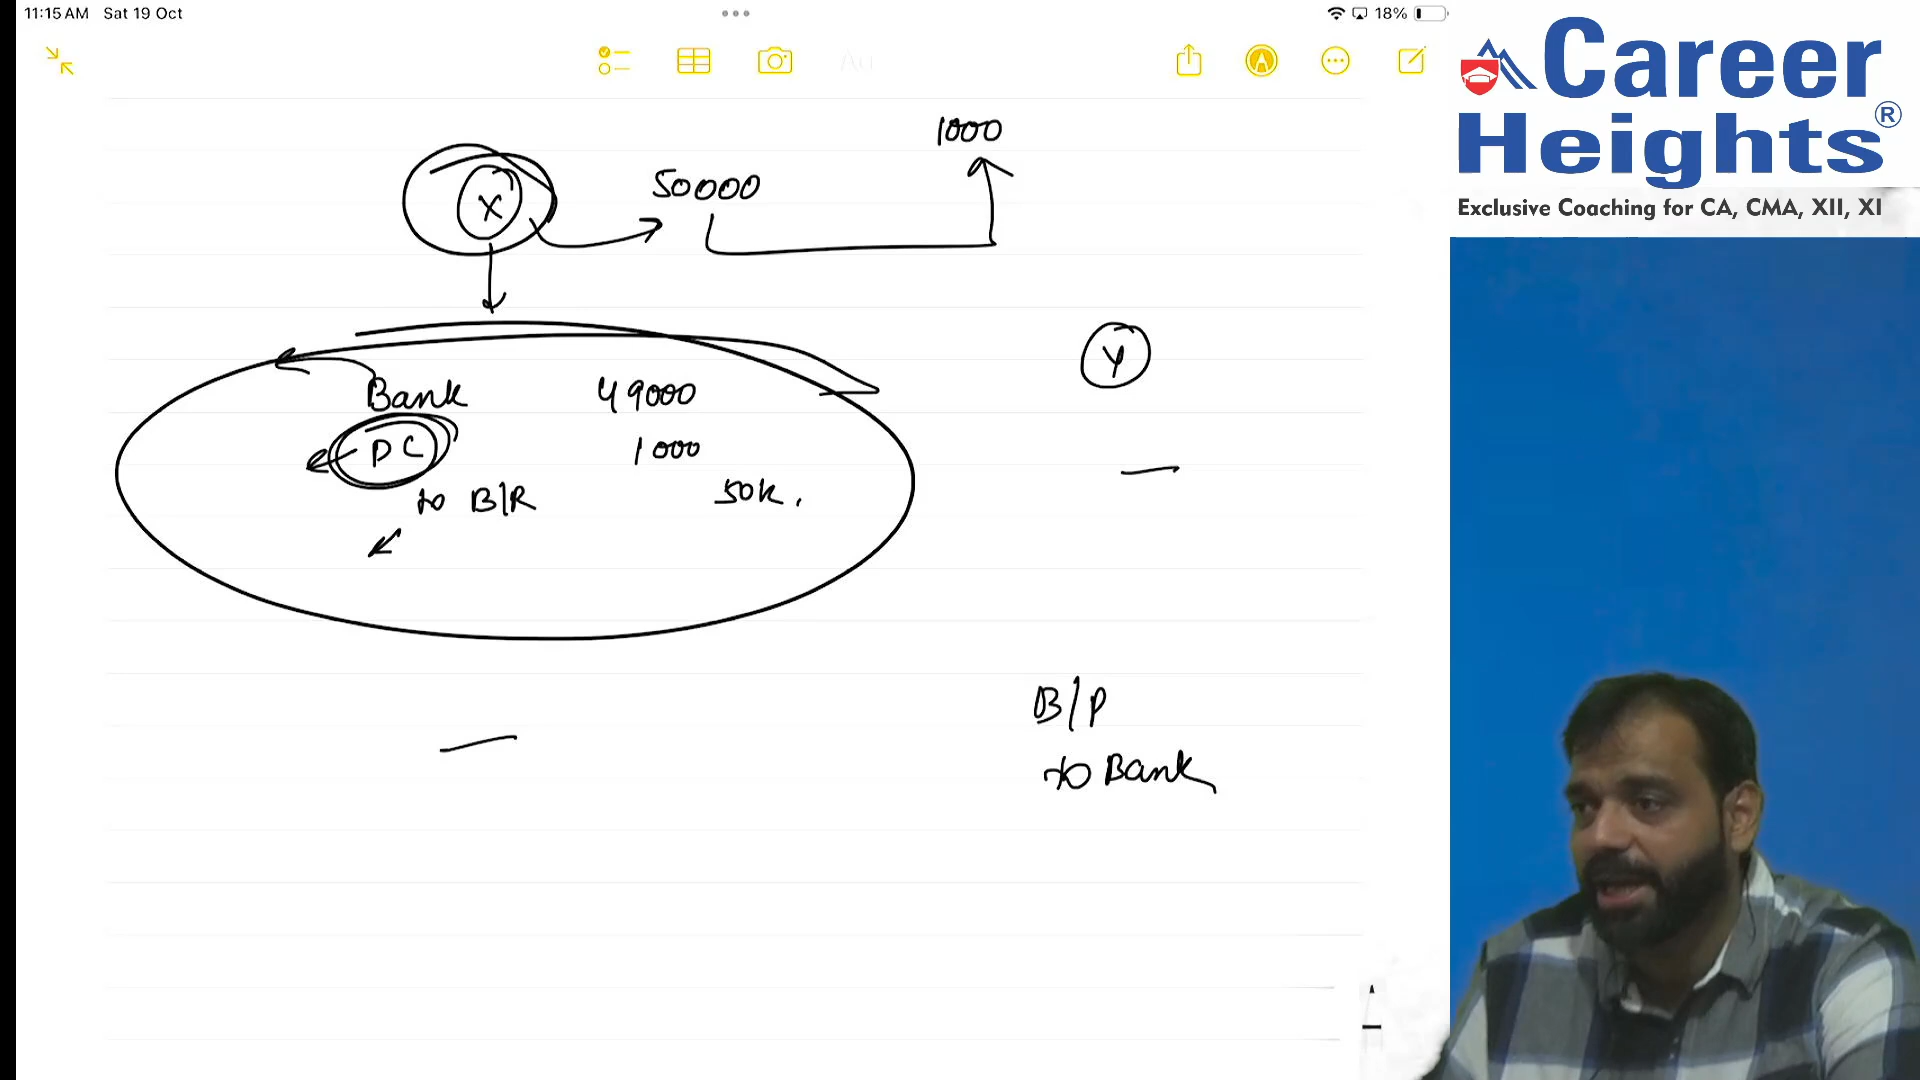 11:15 AM Sat 19 Oct
18%
Career
Heights®
Exclusive Coaching for CA, CMA, XII, XI
1000
X 50000
Y
Bank 49000
DC 1000
to B/R 50k.
B/P
to Bank